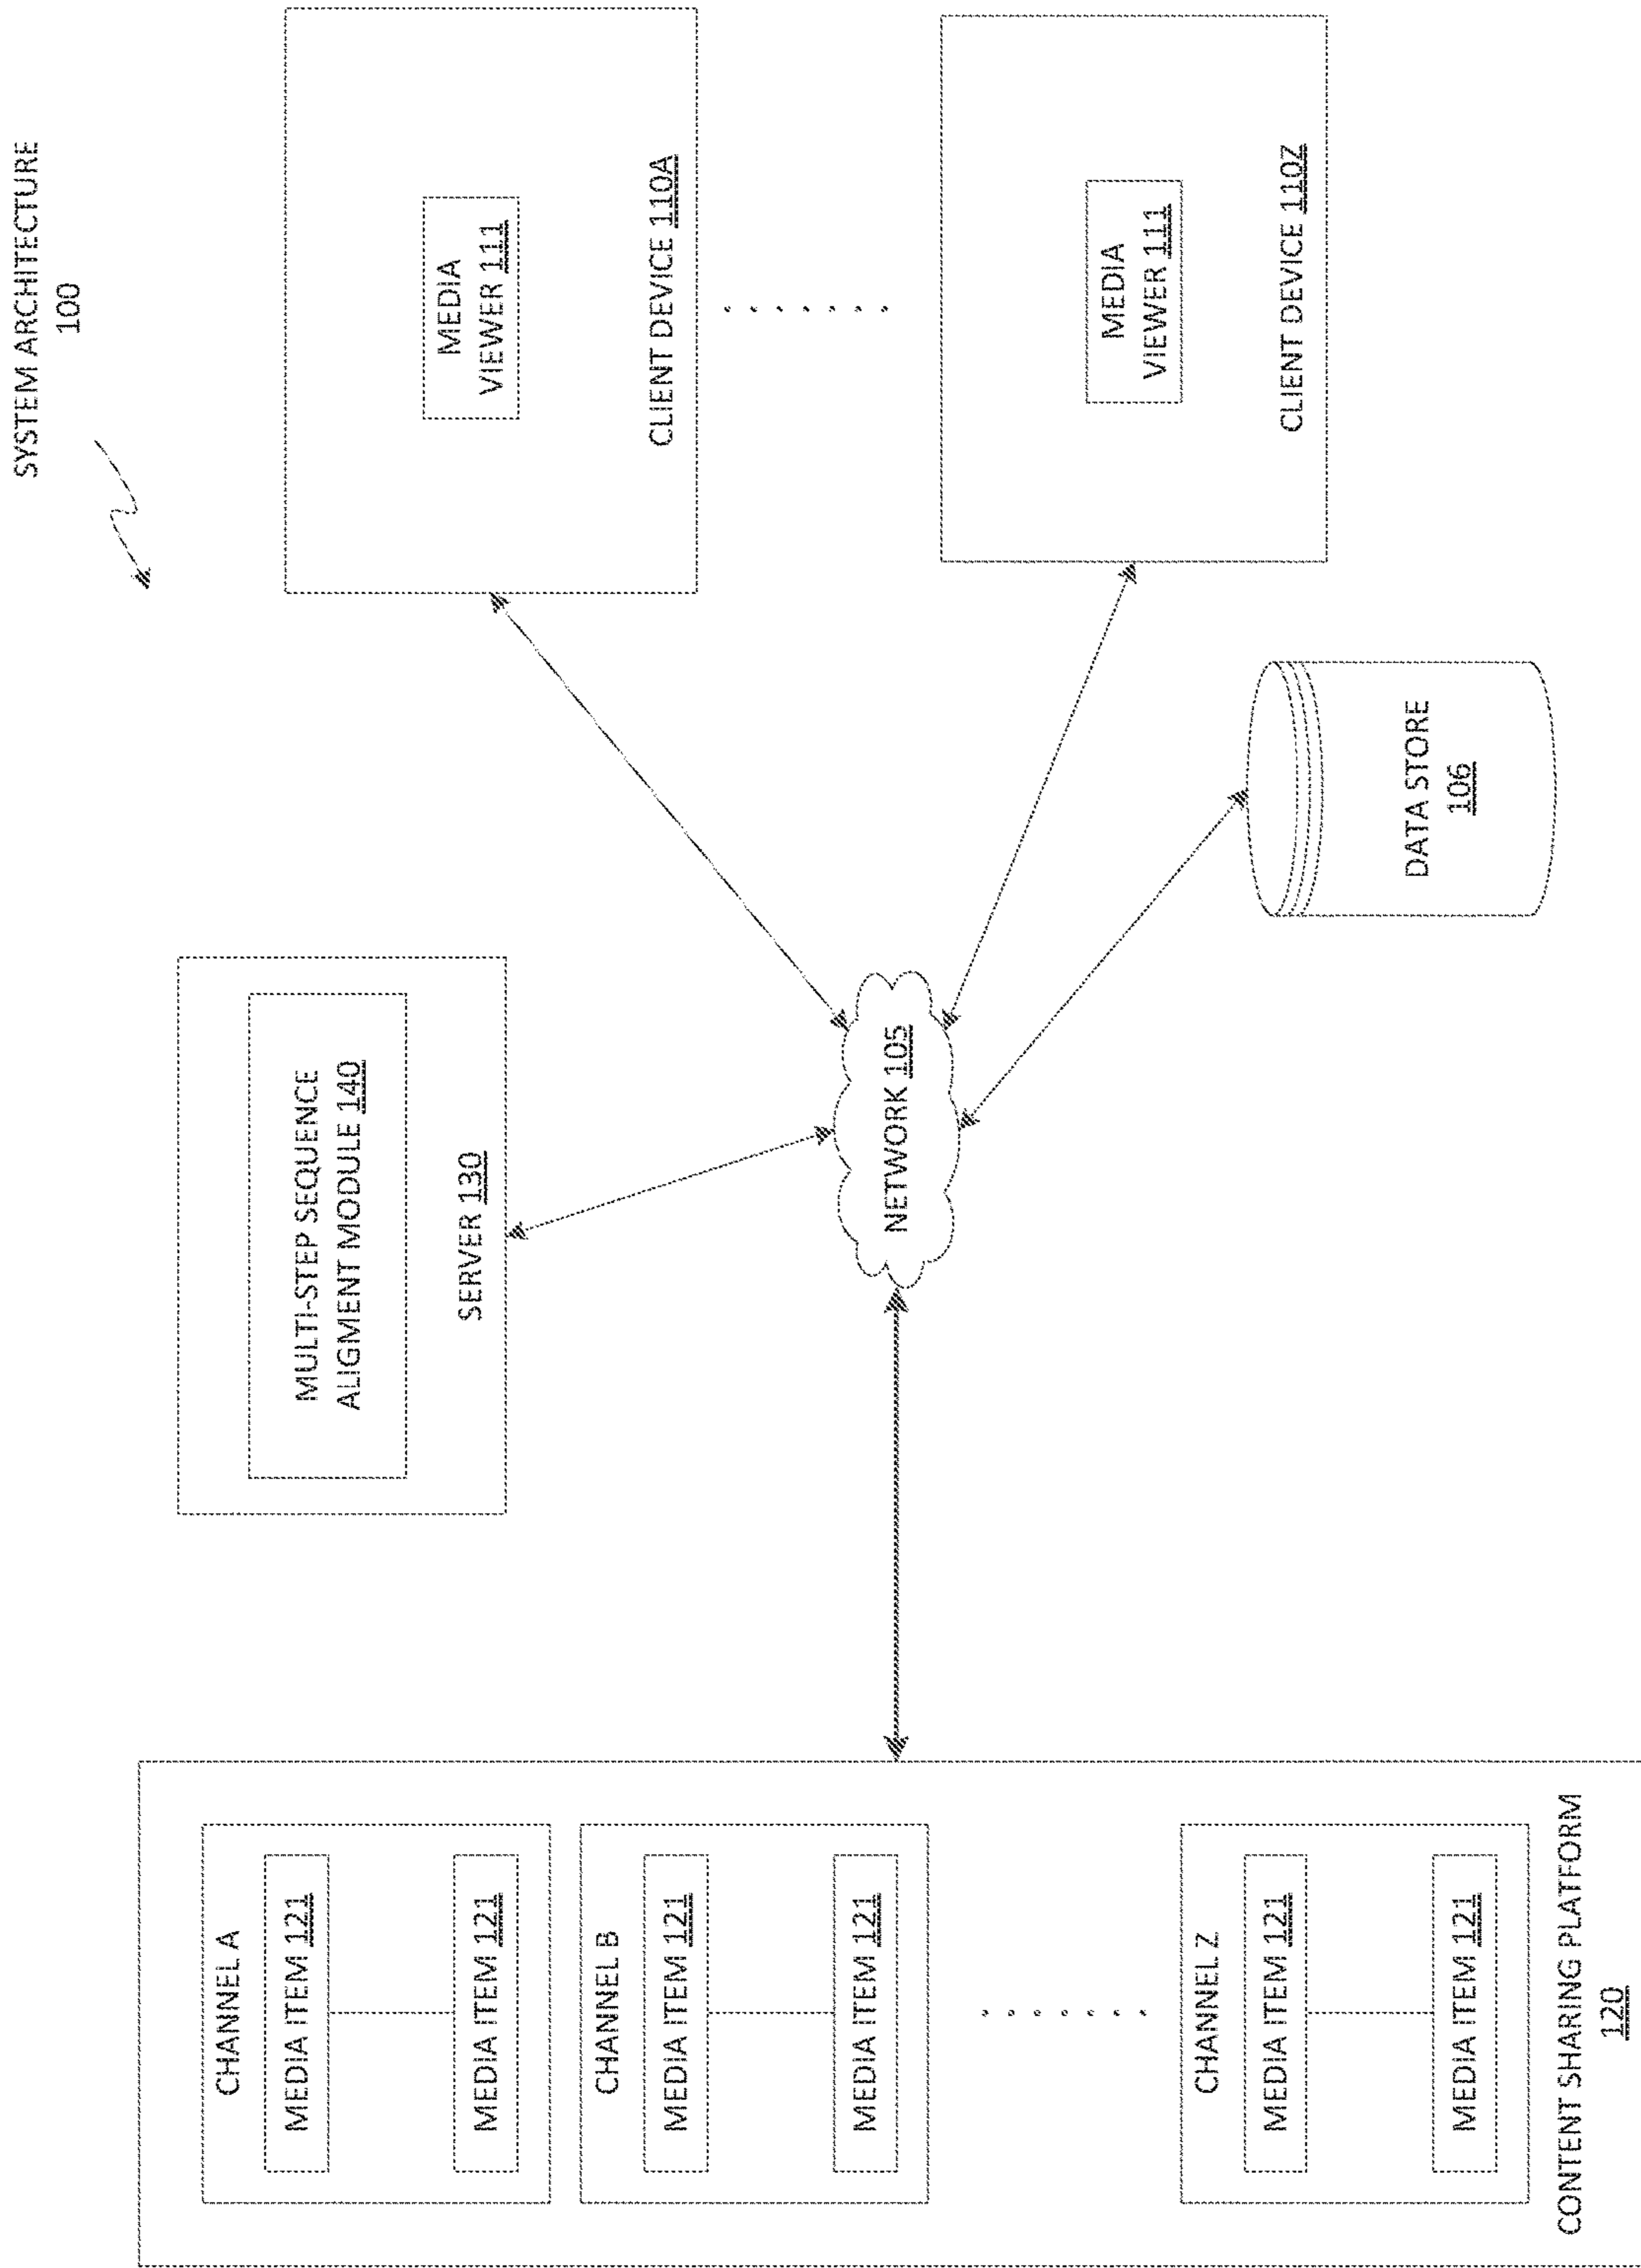 SYSTEM ARCHITECTURE
100
CHANNEL A
MEDIA ITEM 121
MEDIA ITEM 121
CHANNEL B
MEDIA ITEM 121
MEDIA ITEM 121
CHANNEL Z
MEDIA ITEM 121
MEDIA ITEM 121
CONTENT SHARING PLATFORM
120
MULTI-STEP SEQUENCE
ALIGMENT MODULE 140
SERVER 130
NETWORK 105
MEDIA
VIEWER 111
CLIENT DEVICE 110A
MEDIA
VIEWER 111
CLIENT DEVICE 110Z
DATA STORE
106